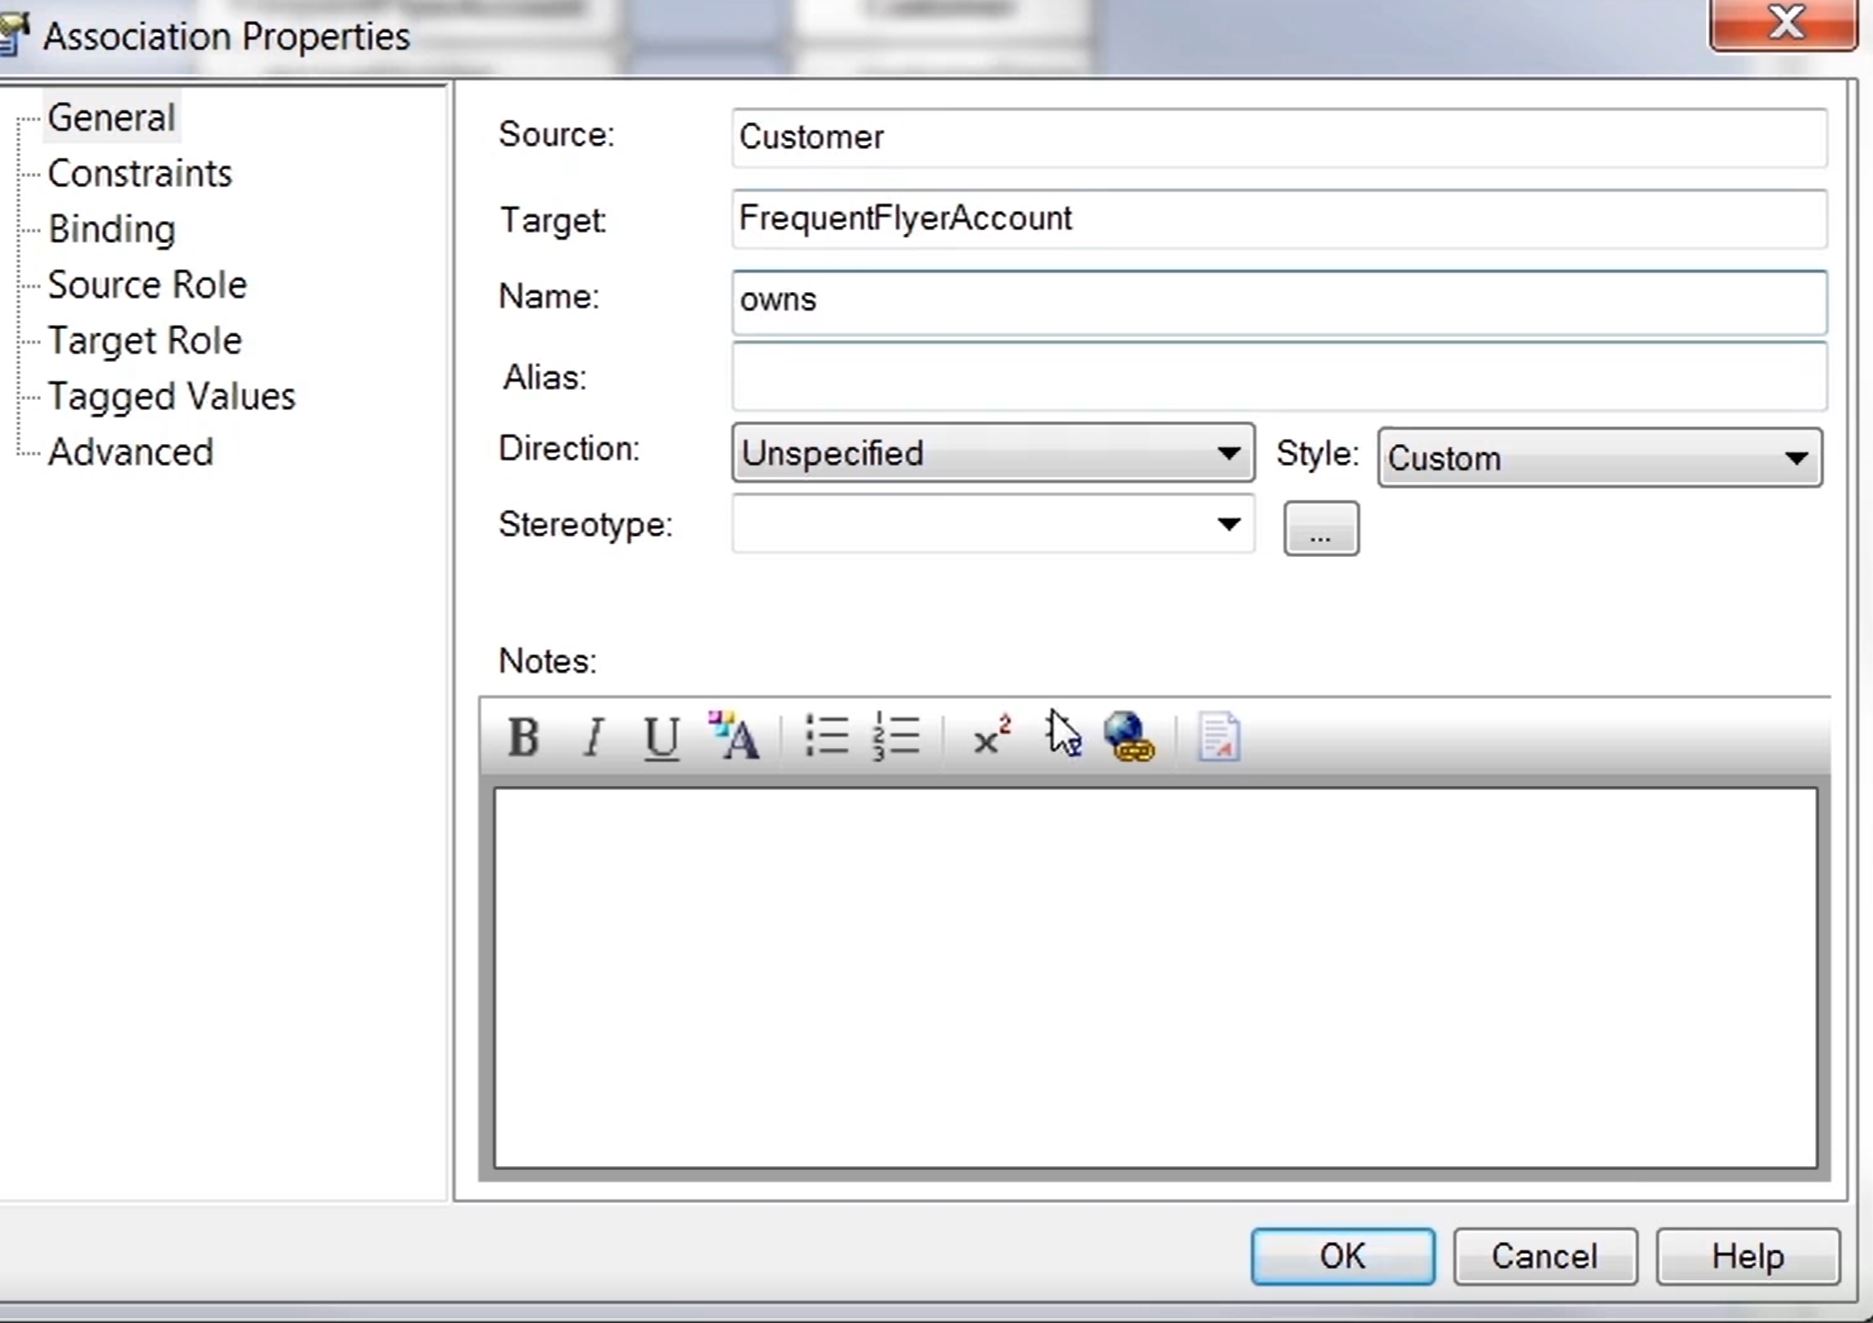 Association Properties
General
Constraints
Binding
Source Role
Target Role
Tagged Values
Advanced
Source: Customer
Target: FrequentFlyerAccount
Name: owns
Alias:
Direction: Unspecified Style: Custom
Stereotype: ...
Notes:
B I U A x²
OK Cancel Help